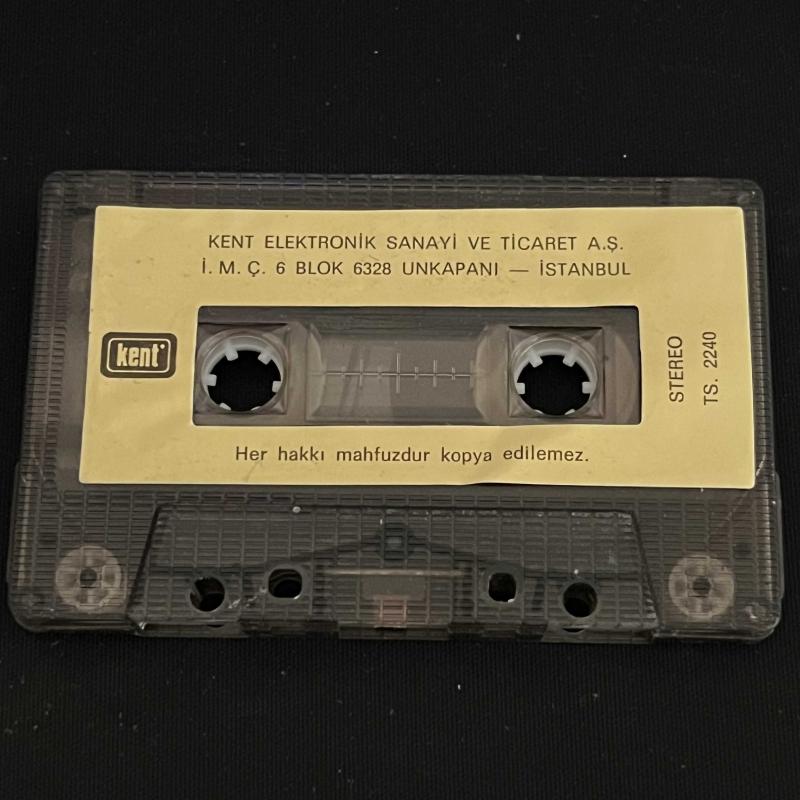 KENT ELEKTRONİK SANAYİ VE TİCARET A.Ş.
İ. M. Ç. 6 BLOK 6328 UNKAPANI — İSTANBUL
kent
STEREO
TS. 2240
Her hakkı mahfuzdur kopya edilemez.